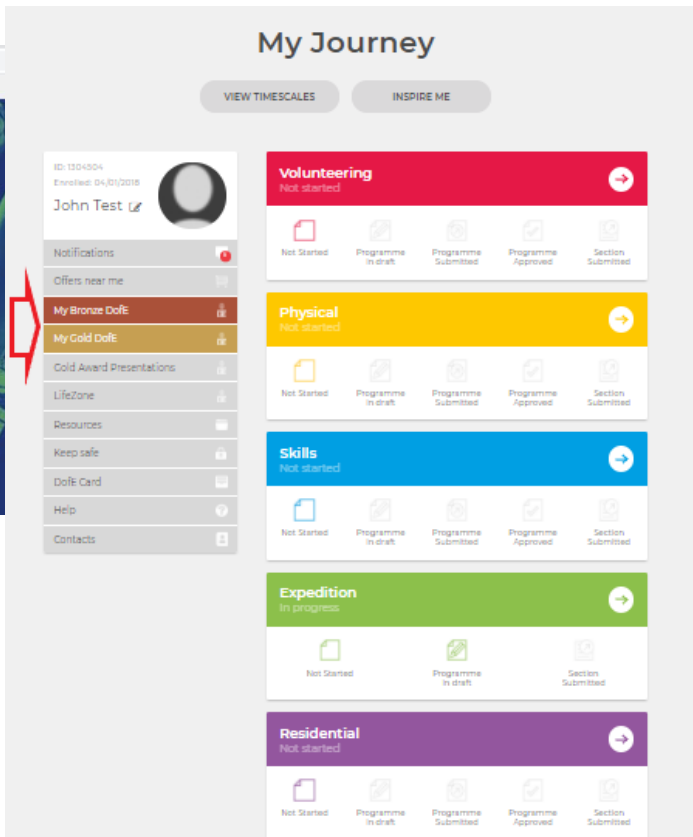 My Journey
VIEW TIMESCALES
INSPIRE ME
ID: 1304504
Enrolled: 04/01/2018
John Test
Notifications
Offers near me
My Bronze DofE
My Gold DofE
Gold Award Presentations
LifeZone
Resources
Keep safe
DofE Card
Help
Contacts
Volunteering
Not started
Not Started
Programme
In draft
Programme
Submitted
Programme
Approved
Section
Submitted
Physical
Not started
Not Started
Programme
In draft
Programme
Submitted
Programme
Approved
Section
Submitted
Skills
Not started
Not Started
Programme
In draft
Programme
Submitted
Programme
Approved
Section
Submitted
Expedition
In progress
Not Started
Programme
In draft
Section
Submitted
Residential
Not started
Not Started
Programme
In draft
Programme
Submitted
Programme
Approved
Section
Submitted